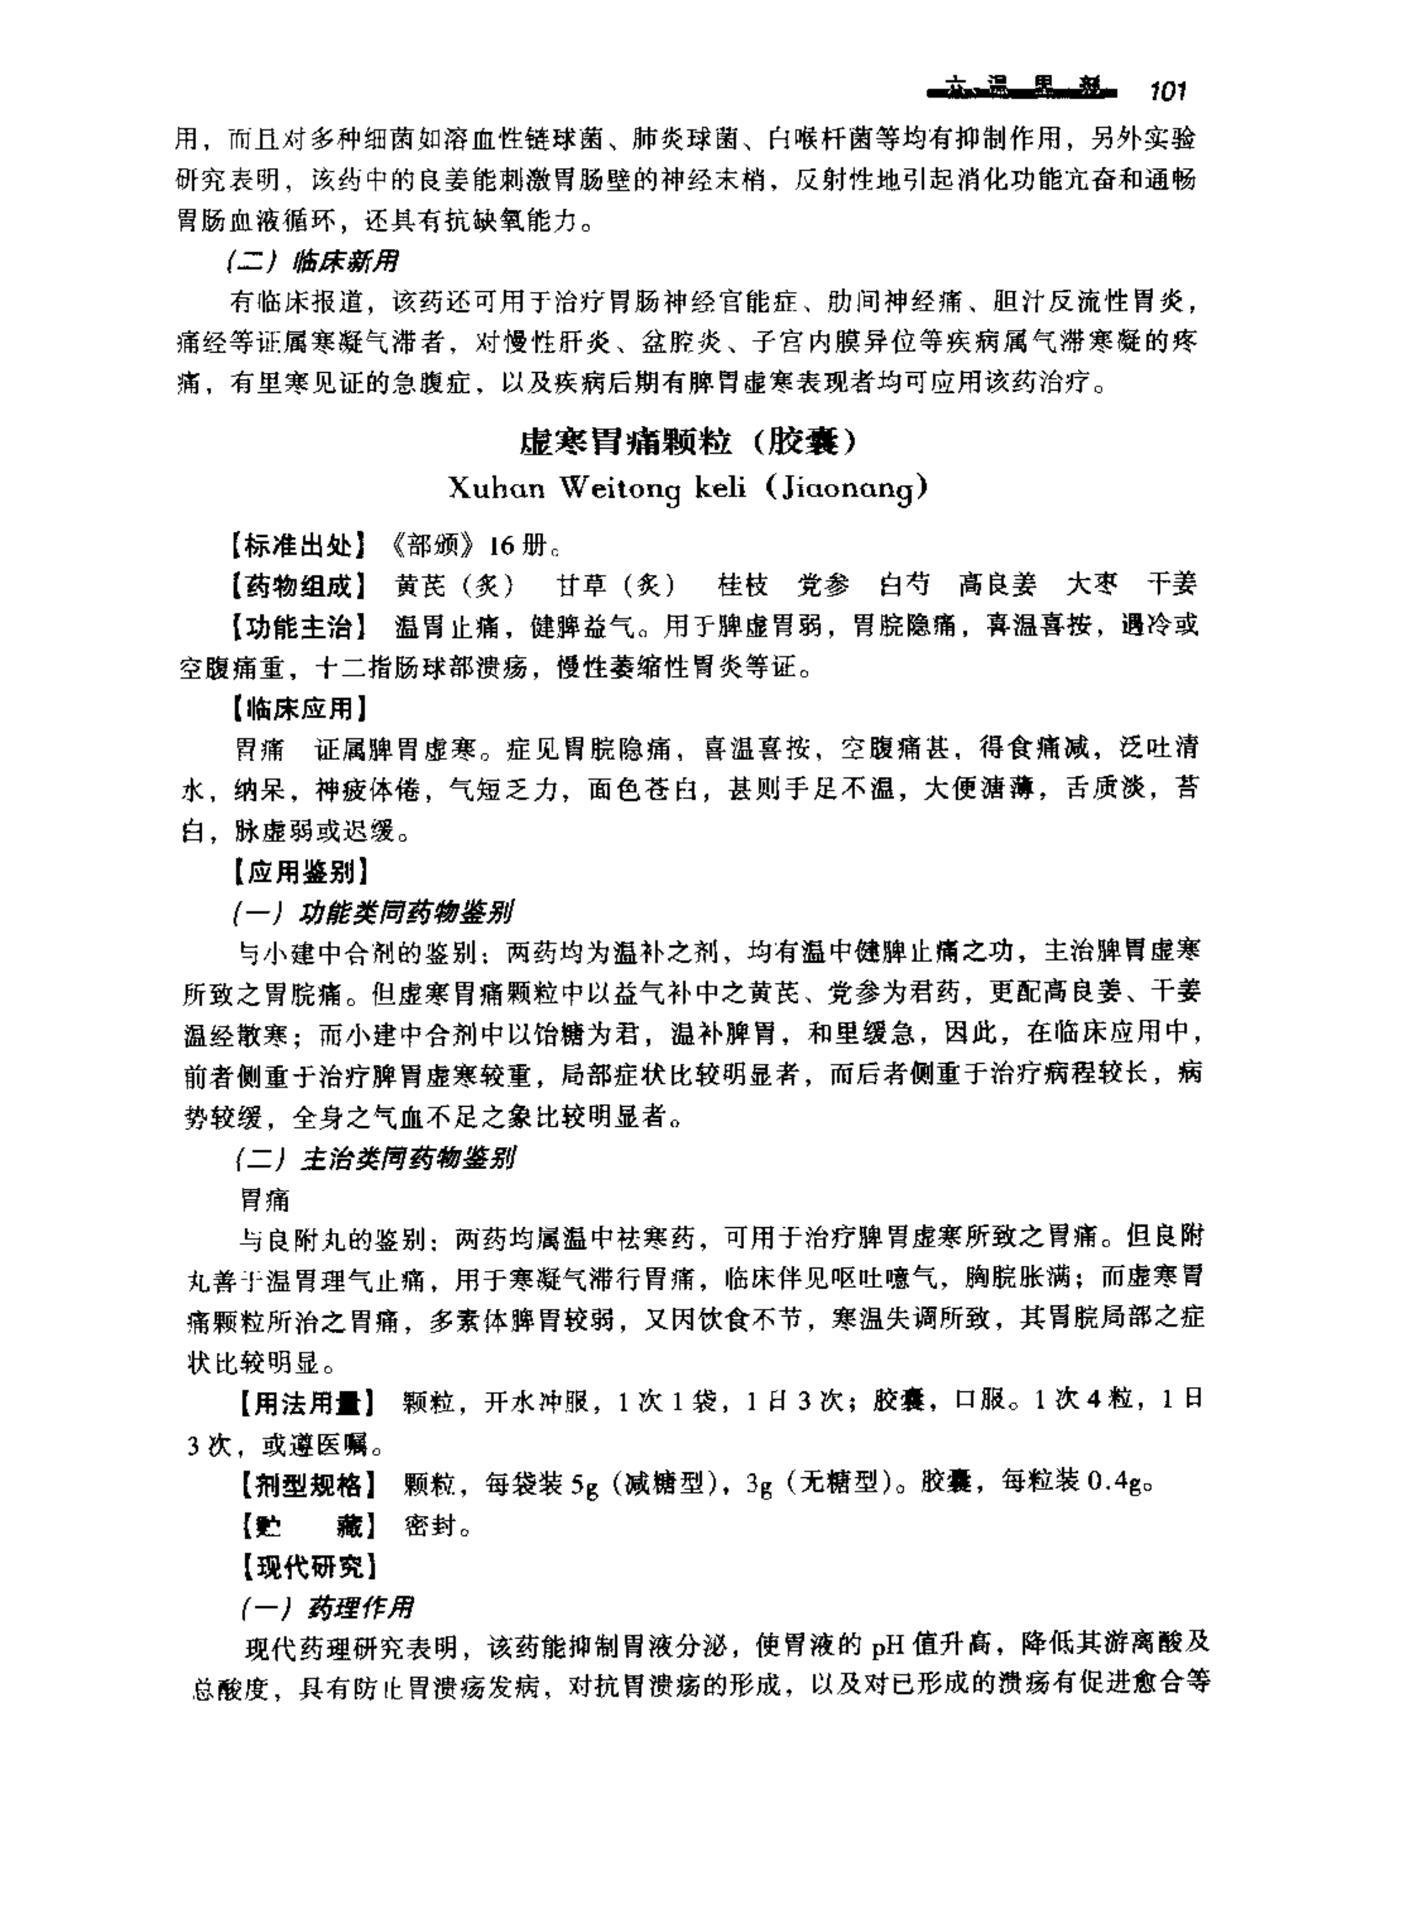 六、温 胃 剂 101
用，而且对多种细菌如溶血性链球菌、肺炎球菌、白喉杆菌等均有抑制作用，另外实验
研究表明，该药中的良姜能刺激胃肠壁的神经末梢，反射性地引起消化功能亢奋和通畅
胃肠血液循环，还具有抗缺氧能力。
（二）临床新用
有临床报道，该药还可用于治疗胃肠神经官能症、肋间神经痛、胆汁反流性胃炎，
痛经等证属寒凝气滞者，对慢性肝炎、盆腔炎、子宫内膜异位等疾病属气滞寒凝的疼
痛，有里寒见证的急腹症，以及疾病后期有脾胃虚寒表现者均可应用该药治疗。
虚寒胃痛颗粒（胶囊）
Xuhan Weitong keli（Jiaonang）
【标准出处】《部颁》16 册。
【药物组成】 黄芪（炙） 甘草（炙） 桂枝 党参 白芍 高良姜 大枣 干姜
【功能主治】 温胃止痛，健脾益气。用于脾虚胃弱，胃脘隐痛，喜温喜按，遇冷或
空腹痛重，十二指肠球部溃疡，慢性萎缩性胃炎等证。
【临床应用】
胃痛 证属脾胃虚寒。症见胃脘隐痛，喜温喜按，空腹痛甚，得食痛减，泛吐清
水，纳呆，神疲体倦，气短乏力，面色苍白，甚则手足不温，大便溏薄，舌质淡，苔
白，脉虚弱或迟缓。
【应用鉴别】
（一）功能类同药物鉴别
与小建中合剂的鉴别：两药均为温补之剂，均有温中健脾止痛之功，主治脾胃虚寒
所致之胃脘痛。但虚寒胃痛颗粒中以益气补中之黄芪、党参为君药，更配高良姜、干姜
温经散寒；而小建中合剂中以饴糖为君，温补脾胃，和里缓急，因此，在临床应用中，
前者侧重于治疗脾胃虚寒较重，局部症状比较明显者，而后者侧重于治疗病程较长，病
势较缓，全身之气血不足之象比较明显者。
（二）主治类同药物鉴别
胃痛
与良附丸的鉴别：两药均属温中祛寒药，可用于治疗脾胃虚寒所致之胃痛。但良附
丸善于温胃理气止痛，用于寒凝气滞行胃痛，临床伴见呕吐噫气，胸脘胀满；而虚寒胃
痛颗粒所治之胃痛，多素体脾胃较弱，又因饮食不节，寒温失调所致，其胃脘局部之症
状比较明显。
【用法用量】 颗粒，开水冲服，1 次 1 袋，1 日 3 次；胶囊，口服。1 次 4 粒，1 日
3 次，或遵医嘱。
【剂型规格】 颗粒，每袋装 5g（减糖型），3g（无糖型）。胶囊，每粒装 0.4g。
【贮 藏】 密封。
【现代研究】
（一）药理作用
现代药理研究表明，该药能抑制胃液分泌，使胃液的 pH 值升高，降低其游离酸及
总酸度，具有防止胃溃疡发病，对抗胃溃疡的形成，以及对已形成的溃疡有促进愈合等